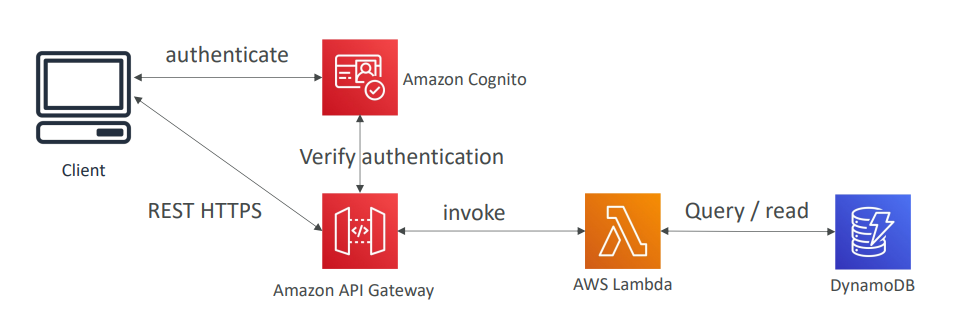 authenticate
Amazon Cognito
Client
Verify authentication
REST HTTPS
invoke
Query / read
Amazon API Gateway
AWS Lambda
DynamoDB